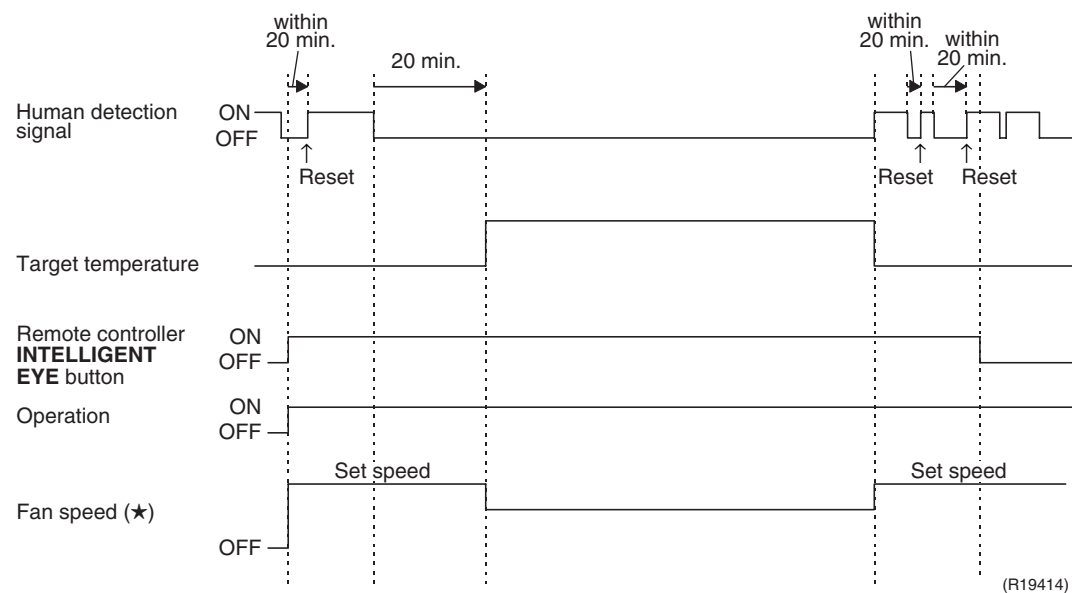 within
20 min.
20 min.
within
20 min.
within
20 min.
Human detection
signal
ON
OFF
Reset
Reset
Reset
Target temperature
Remote controller
INTELLIGENT
EYE button
ON
OFF
Operation
ON
OFF
Set speed
Set speed
Fan speed (★)
OFF
(R19414)